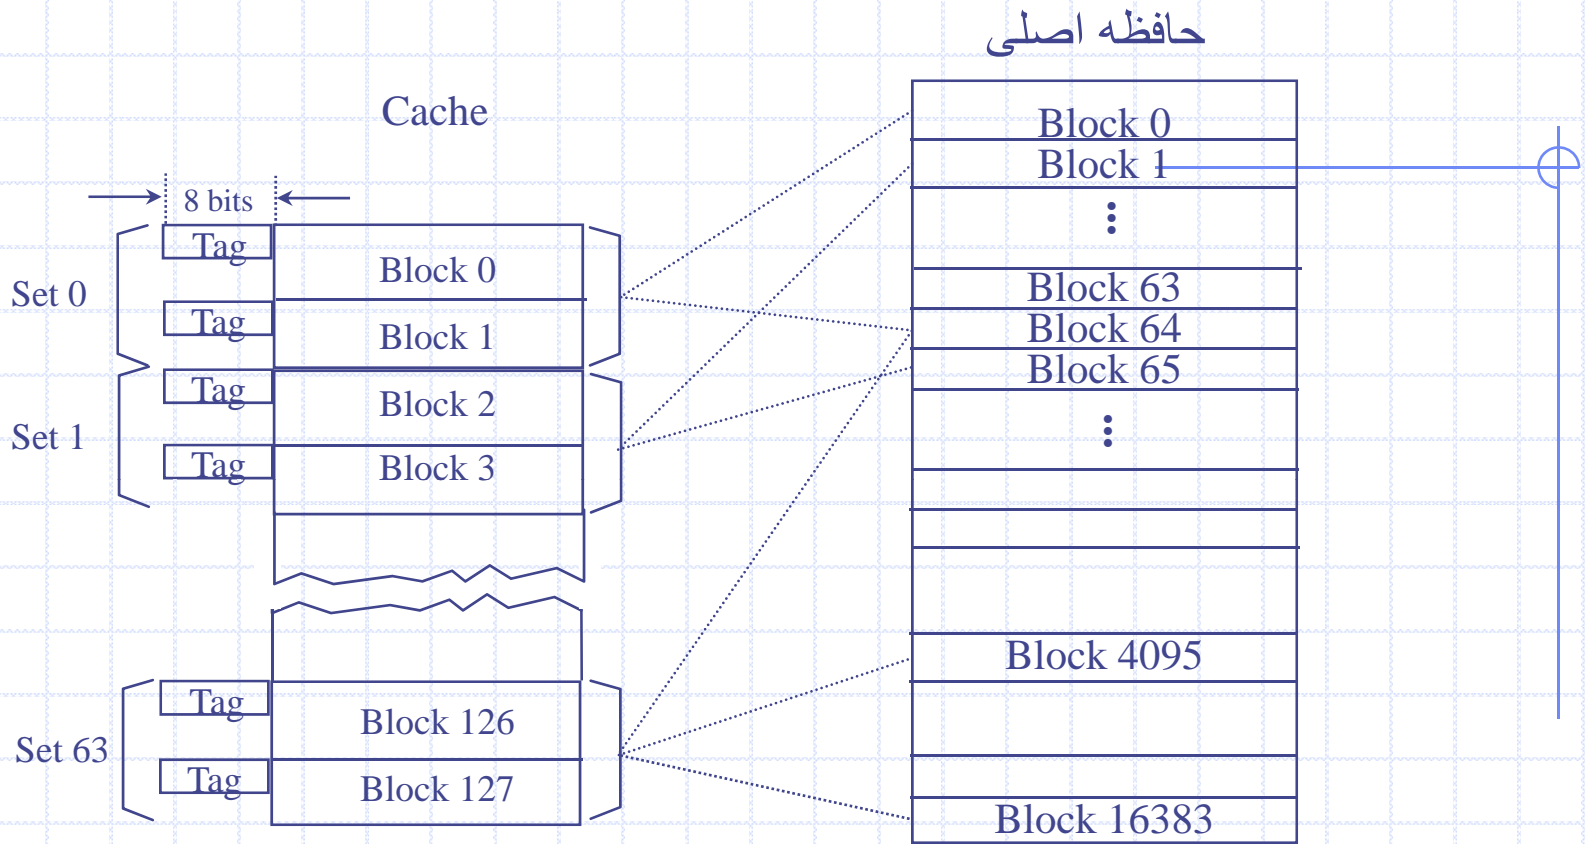 حافظه اصلی
Cache
8 bits
Set 0
Tag
Block 0
Tag
Block 1
Set 1
Tag
Block 2
Tag
Block 3
Set 63
Tag
Block 126
Tag
Block 127
Block 0
Block 1
Block 63
Block 64
Block 65
Block 4095
Block 16383